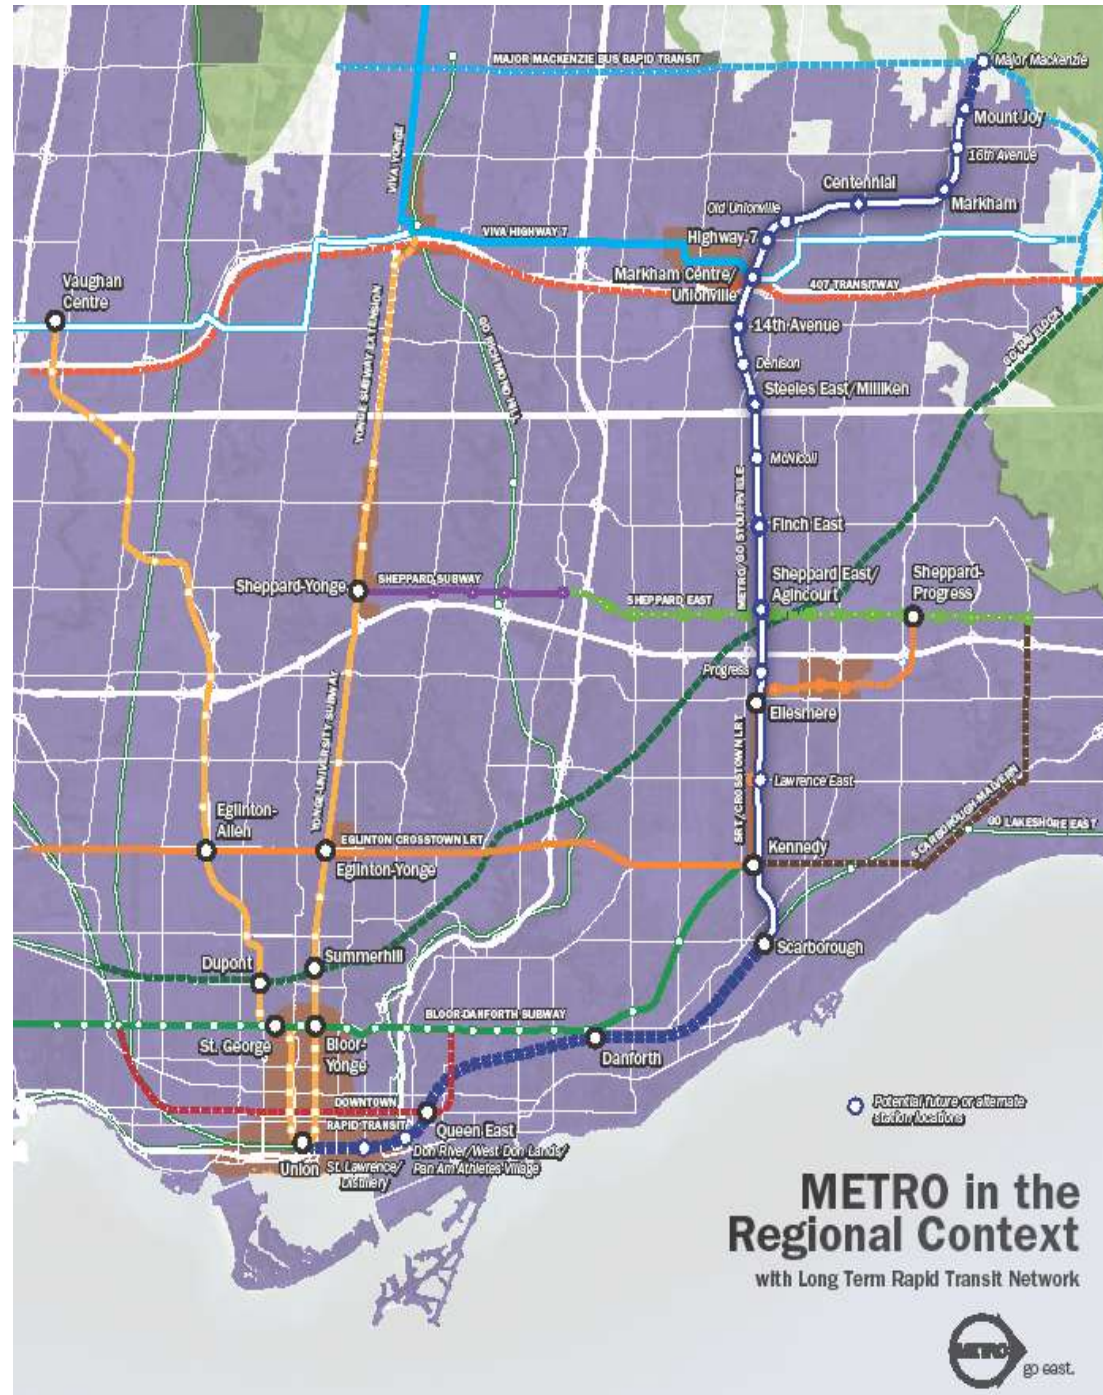 MAJOR MACKENZIE BUS RAPID TRANSIT
Major Mackenzie
Mount Joy
16th Avenue
VIVA YONGE
Centennial
Markham
Old Unionville
VIVA HIGHWAY 7
Highway 7
Markham Centre/
Unionville
407 TRANSITWAY
Vaughan
Centre
14th Avenue
GO HAVELOCK
YONGE SUBWAY EXTENSION
GO RICHMOND HILL
Denison
Steeles East/Milliken
McNicoll
METRO/GO STOUFFVILLE
Finch East
Sheppard-Yonge
SHEPPARD SUBWAY
Sheppard East/
Agincourt
Sheppard-
Progress
SHEPPARD EAST
Progress
YONGE-UNIVERSITY SUBWAY
Ellesmere
SRT/CROSSTOWN LRT
Lawrence East
SCARBOROUGH-MALVERN
Eglinton-
Allen
EGLINTON CROSSTOWN LRT
GO LAKESHORE EAST
Kennedy
Eglinton-Yonge
Scarborough
Dupont
Summerhill
BLOOR-DANFORTH SUBWAY
St. George
Bloor-
Yonge
Danforth
DOWNTOWN
RAPID TRANSIT
Queen East
Union
St. Lawrence/
Distillery
Don River/West Don Lands/
Pan Am Athletes Village
Potential future or alternate
station locations
METRO in the
Regional Context
with Long Term Rapid Transit Network
METRO
go east.